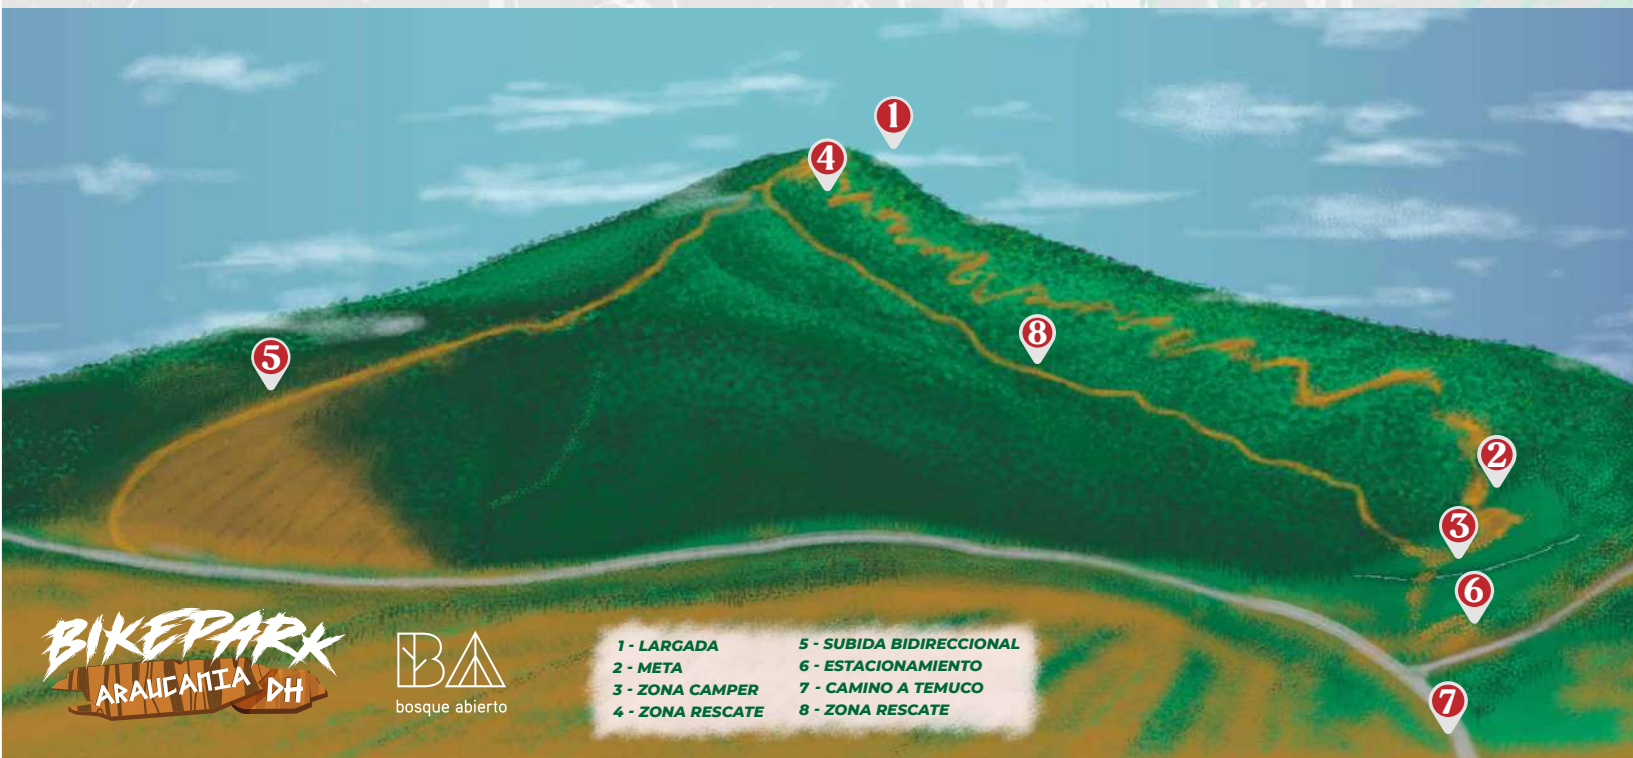 1
4
8
5
2
3
6
7
BIKEPARK
ARAUCANIA DH
BA
bosque abierto
1 - LARGADA
2 - META
3 - ZONA CAMPER
4 - ZONA RESCATE
5 - SUBIDA BIDIRECCIONAL
6 - ESTACIONAMIENTO
7 - CAMINO A TEMUCO
8 - ZONA RESCATE